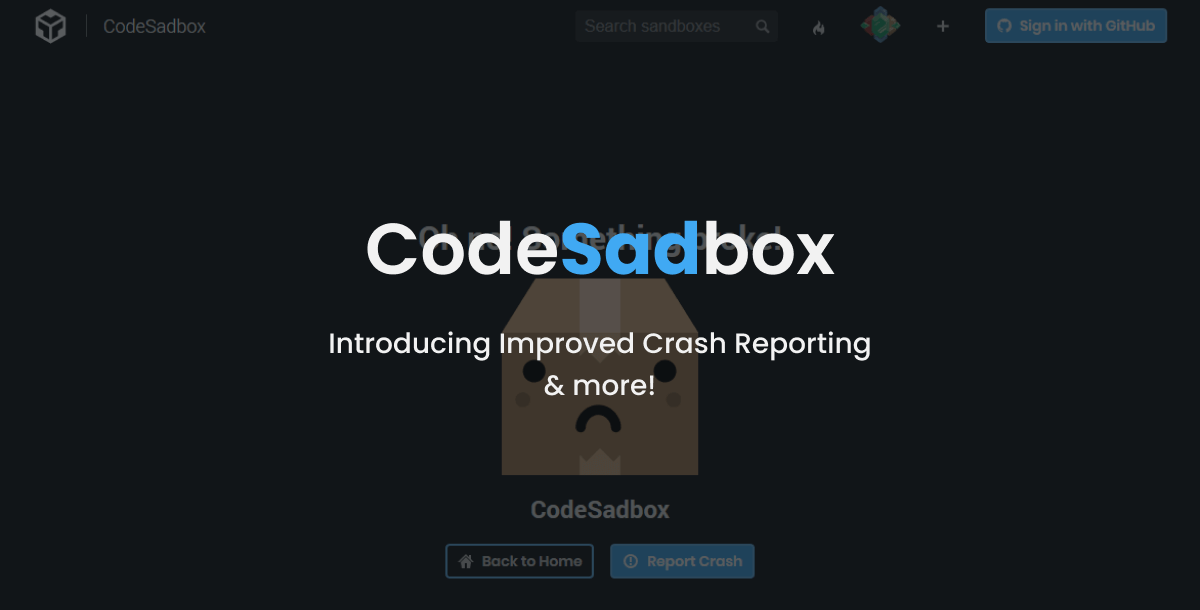 CodeSadbox
Search sandboxes
Sign in with GitHub
CodeSadbox
Introducing Improved Crash Reporting
& more!
CodeSadbox
Back to Home
Report Crash